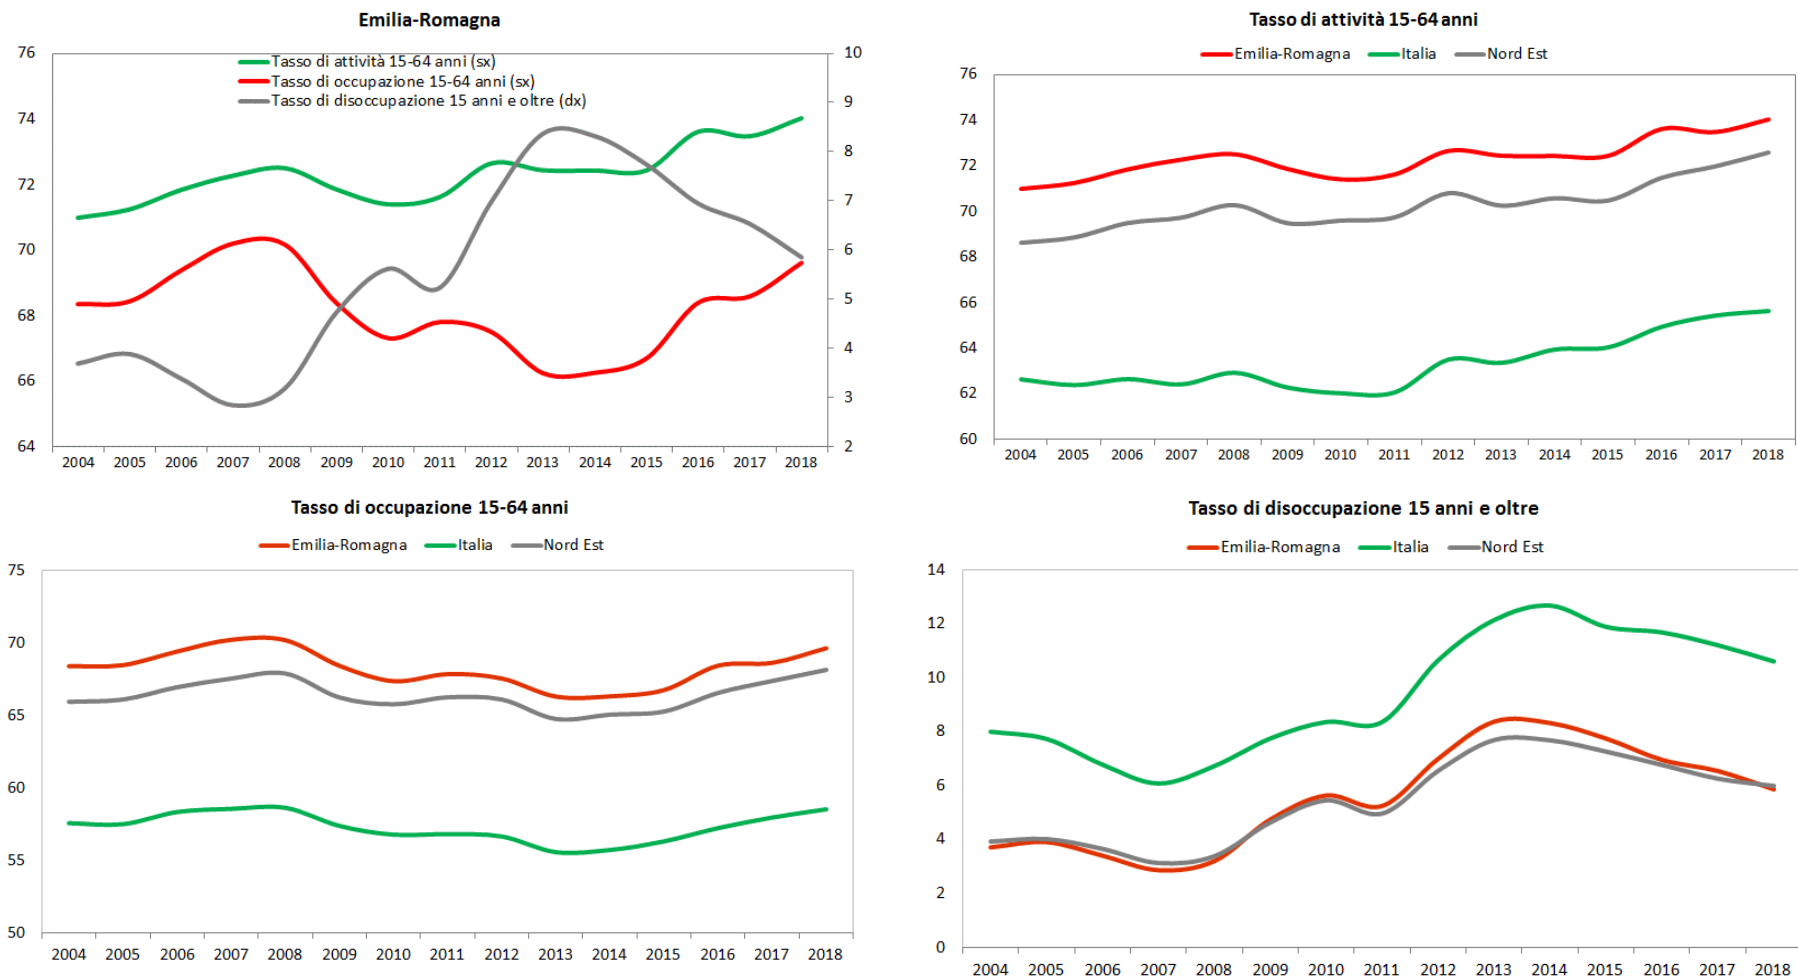 Emilia-Romagna
Tasso di attività 15-64 anni (sx)
Tasso di occupazione 15-64 anni (sx)
Tasso di disoccupazione 15 anni e oltre (dx)
76
74
72
70
68
66
64
10
9
8
7
6
5
4
3
2
2004 2005 2006 2007 2008 2009 2010 2011 2012 2013 2014 2015 2016 2017 2018
Tasso di attività 15-64 anni
Emilia-Romagna Italia Nord Est
76
74
72
70
68
66
64
62
60
2004 2005 2006 2007 2008 2009 2010 2011 2012 2013 2014 2015 2016 2017 2018
Tasso di occupazione 15-64 anni
Emilia-Romagna Italia Nord Est
75
70
65
60
55
50
2004 2005 2006 2007 2008 2009 2010 2011 2012 2013 2014 2015 2016 2017 2018
Tasso di disoccupazione 15 anni e oltre
Emilia-Romagna Italia Nord Est
14
12
10
8
6
4
2
0
2004 2005 2006 2007 2008 2009 2010 2011 2012 2013 2014 2015 2016 2017 2018